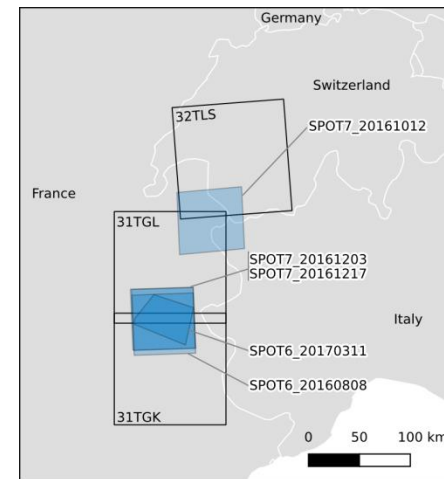 Germany
Switzerland
32TLS
SPOT7_20161012
France
31TGL
SPOT7_20161203
SPOT7_20161217
Italy
SPOT6_20170311
SPOT6_20160808
31TGK
0 50 100 km